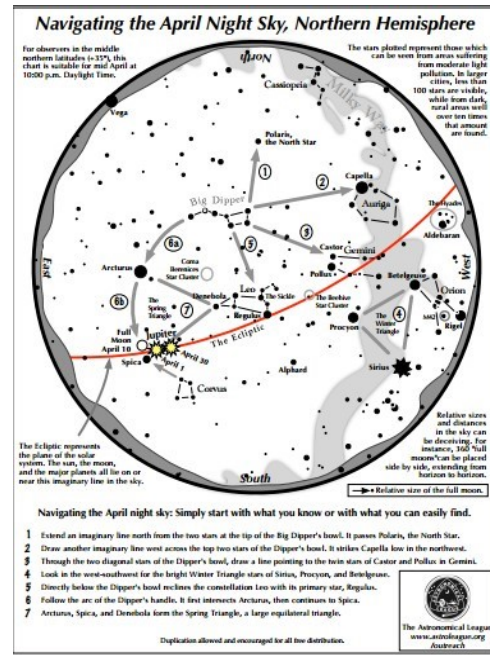 Navigating the April Night Sky, Northern Hemisphere
For observers in the middle
northern latitudes (+35°), this
chart is suitable for mid April at
10:00 p.m. Daylight Time.
The stars plotted represent those which
can be seen from areas suffering
from moderate light
pollution. In larger
cities, less than
100 stars are visible,
while from dark,
rural areas well
over ten times
that amount
are found.
North
Cassiopeia
Milky Way
Vega
Polaris,
the North Star
1
2
Capella
Auriga
The Hyades
Aldebaran
Big Dipper
6a
5
3
Castor
Gemini
Pollux
East
West
Arcturus
Coma
Berenices
Star Cluster
Betelgeuse
Orion
6b
The
Spring
Triangle
7
Denebola
Leo
The Sickle
Regulus
The Beehive
Star Cluster
Procyon
4
The
Winter
Triangle
M42
Rigel
Full
Moon
April 10
Jupiter
The Ecliptic
April 30
April 1
Spica
Corvus
Alphard
Sirius
South
The Ecliptic represents
the plane of the solar
system. The sun, the moon,
and the major planets all lie on or
near this imaginary line in the sky.
Relative sizes
and distances
in the sky
can be
deceiving. For
instance, 360 "full
moons" can be placed
side by side, extending from
horizon to horizon.
Relative size of the full moon.
Navigating the April night sky: Simply start with what you know or with what you can easily find.
1 Extend an imaginary line north from the two stars at the tip of the Big Dipper's bowl. It passes Polaris, the North Star.
2 Draw another imaginary line west across the top two stars of the Dipper's bowl. It strikes Capella low in the northwest.
3 Through the two diagonal stars of the Dipper's bowl, draw a line pointing to the twin stars of Castor and Pollux in Gemini.
4 Look in the west-southwest for the bright Winter Triangle stars of Sirius, Procyon, and Betelgeuse.
5 Directly below the Dipper's bowl reclines the constellation Leo with its primary star, Regulus.
6 Follow the arc of the Dipper's handle. It first intersects Arcturus, then continues to Spica.
7 Arcturus, Spica, and Denebola form the Spring Triangle, a large equilateral triangle.
Duplication allowed and encouraged for all free distribution.
The Astronomical League
www.astroleague.org/
outreach